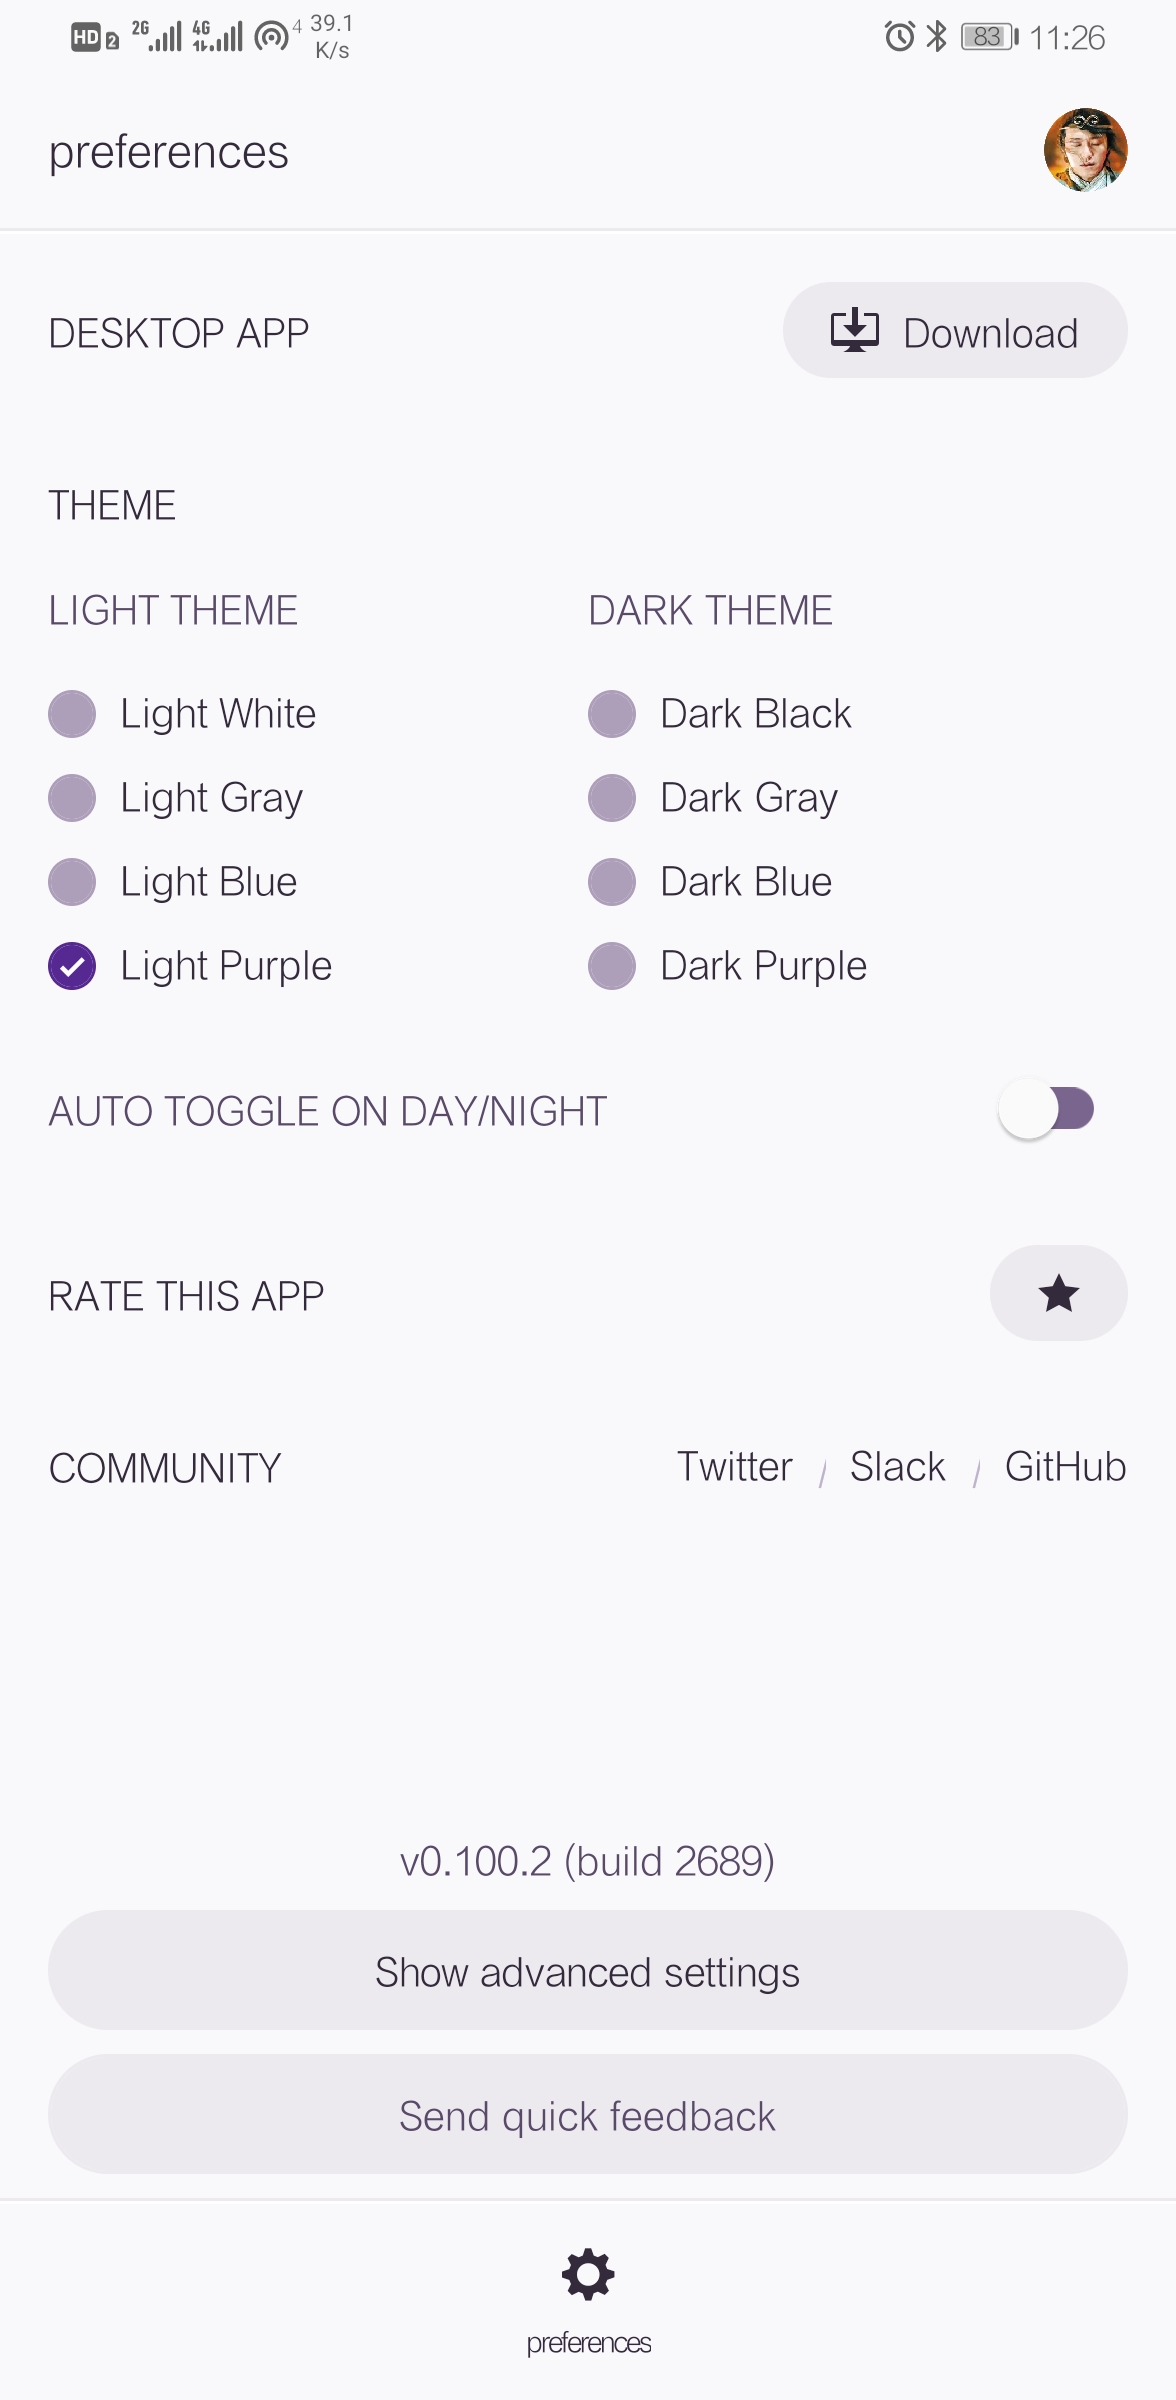 HD 2 2G 4G 4 39.1 K/s 83 11:26
preferences
DESKTOP APP Download
THEME
LIGHT THEME DARK THEME
Light White Dark Black
Light Gray Dark Gray
Light Blue Dark Blue
Light Purple Dark Purple
AUTO TOGGLE ON DAY/NIGHT
RATE THIS APP
COMMUNITY Twitter / Slack / GitHub
v0.100.2 (build 2689)
Show advanced settings
Send quick feedback
preferences